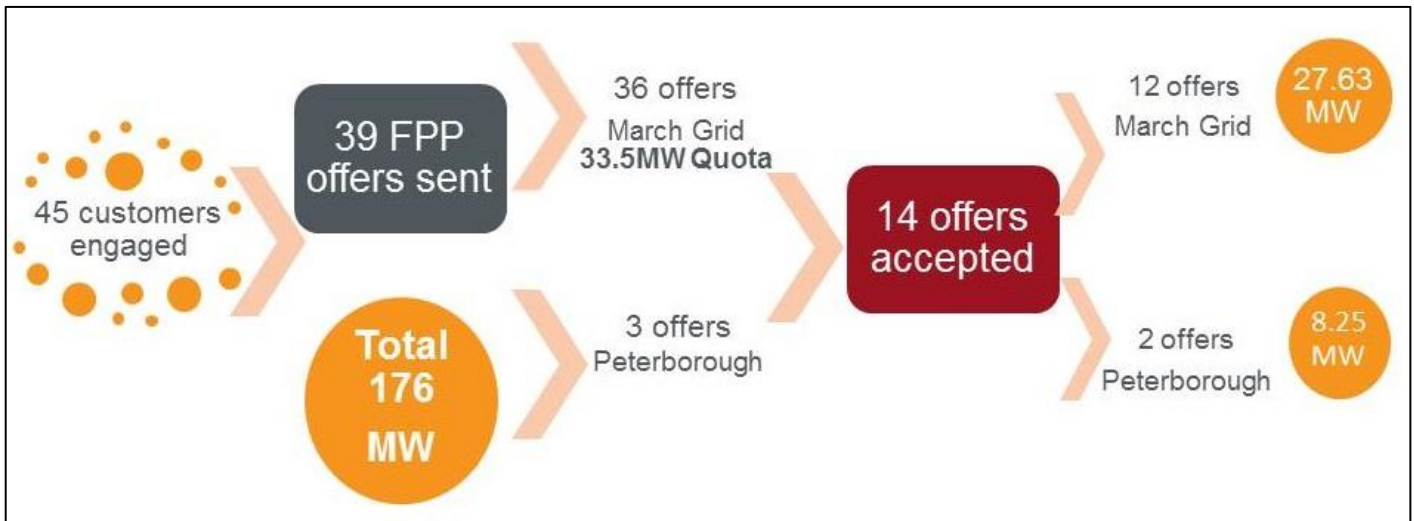 45 customers
engaged
39 FPP
offers sent
Total
176
MW
36 offers
March Grid
33.5MW Quota
3 offers
Peterborough
14 offers
accepted
12 offers
March Grid
27.63
MW
2 offers
Peterborough
8.25
MW